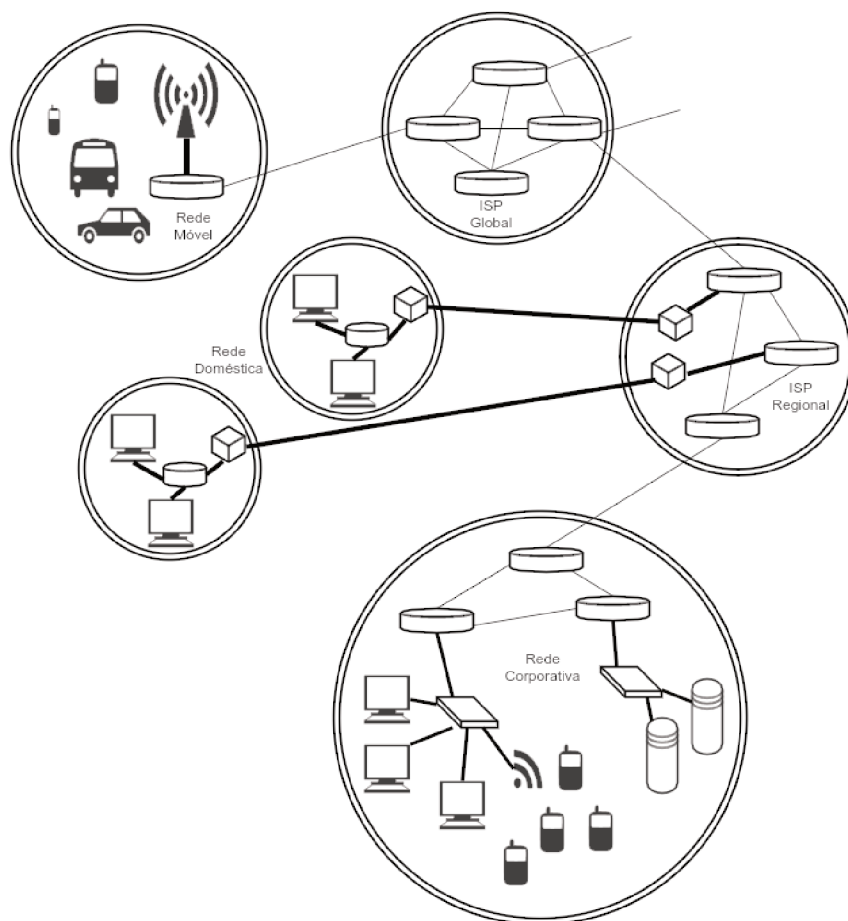 Rede
Móvel
ISP
Global
Rede
Doméstica
ISP
Regional
Rede
Corporativa